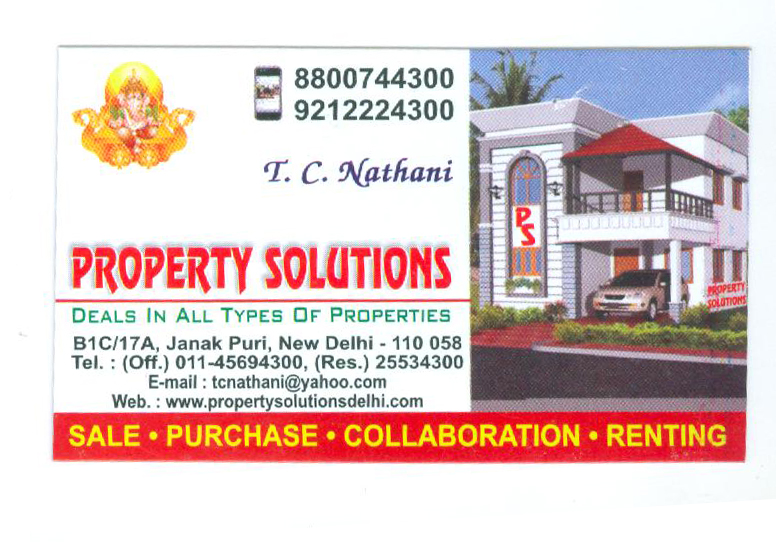 8800744300
9212224300
T. C. Nathani
PROPERTY SOLUTIONS
DEALS IN ALL TYPES OF PROPERTIES
B1C/17A, Janak Puri, New Delhi - 110 058
Tel. : (Off.) 011-45694300, (Res.) 25534300
E-mail : tcnathani@yahoo.com
Web. : www.propertysolutionsdelhi.com
PS
PROPERTY
SOLUTIONS
SALE • PURCHASE • COLLABORATION • RENTING